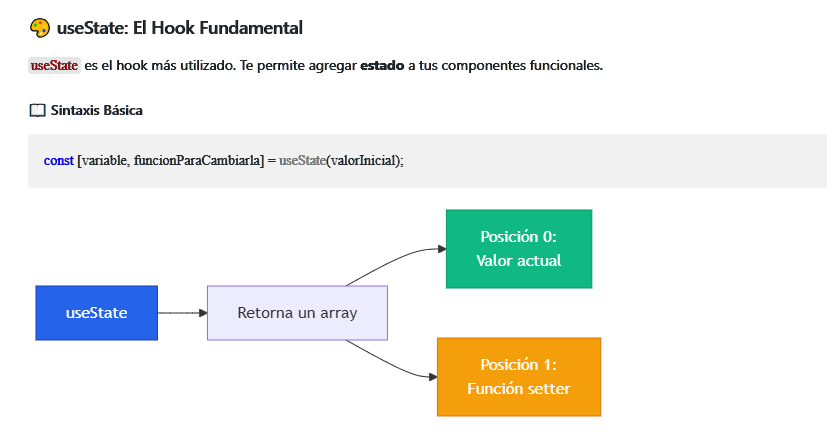 🎨 useState: El Hook Fundamental
useState es el hook más utilizado. Te permite agregar estado a tus componentes funcionales.
📖 Sintaxis Básica
const [variable, funcionParaCambiarla] = useState(valorInicial);
useState
Retorna un array
Posición 0:
Valor actual
Posición 1:
Función setter